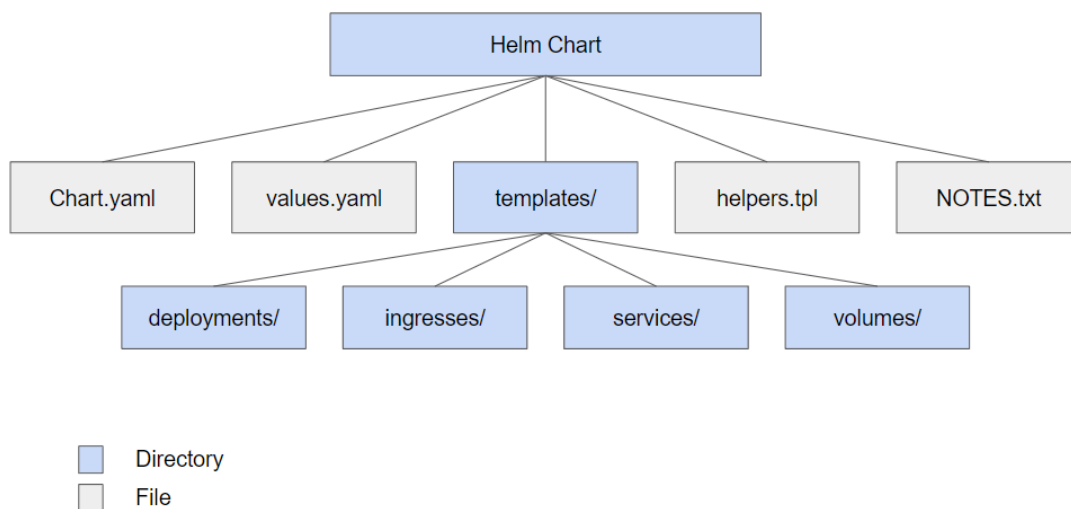 Helm Chart
Chart.yaml
values.yaml
templates/
helpers.tpl
NOTES.txt
deployments/
ingresses/
services/
volumes/
Directory
File